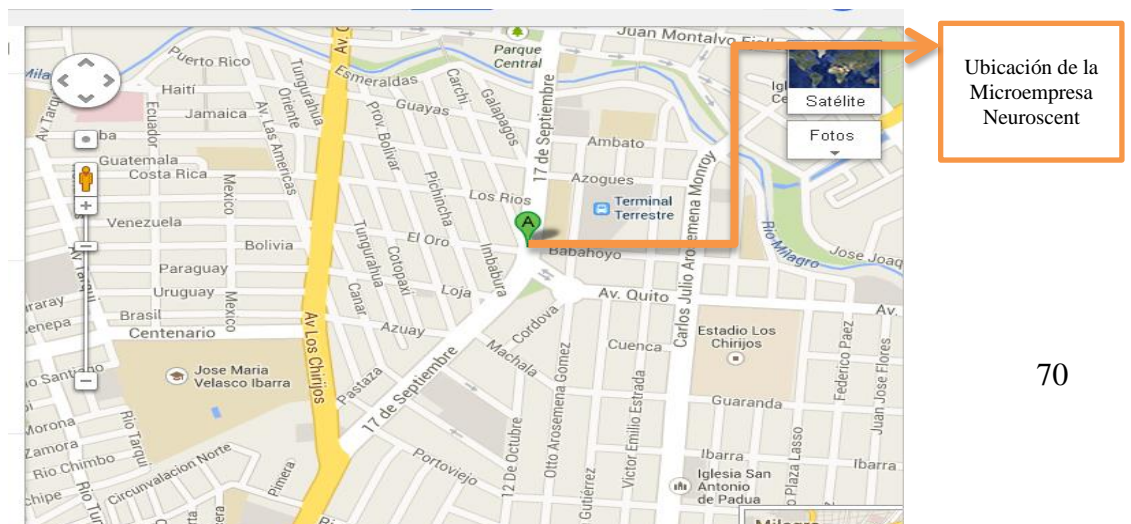 Juan Montalvo
Parque
Central
Puerto Rico
Esmeraldas
Carchi
Galapagos
17 de Septiembre
Satélite
Fotos
Ubicación de la
Microempresa
Neuroscent
Haití
Jamaica
Ecuador
Av. Las Americas
Tungurahua
Oriente
Prov. Bolivar
Guayas
Ambato
Guatemala
Costa Rica
Mexico
Pichincha
Los Rios
Azogues
Terminal
Terrestre
Carlos Julio Arosemena Monroy
Rio Milagro
Venezuela
Bolivia
Tungurahua
El Oro
Cotopaxi
Imbabura
A
Babahoyo
Av Tarqui
Paraguay
Uruguay
Mexico
Brasil
Centenario
Canar
Loja
Azuay
Av. Quito
Av.
Cordova
Machala
Cuenca
Estadio Los
Chirijos
Federico Paez
Juan Jose Flores
Av Los Chirijos
Jose Maria
Velasco Ibarra
Pastaza
17 de Septiembre
Otto Arosemena Gomez
Victor Emilio Estrada
Guaranda
70
Zamora
Rio Chimbo
Rio Tarqui
Circunvalacion Norte
Pimera
Portoviejo
12 De Octubre
Gutiérrez
Ibarra
Ibarra
Plaza Lasso
Iglesia San
Antonio
de Padua
Milagro